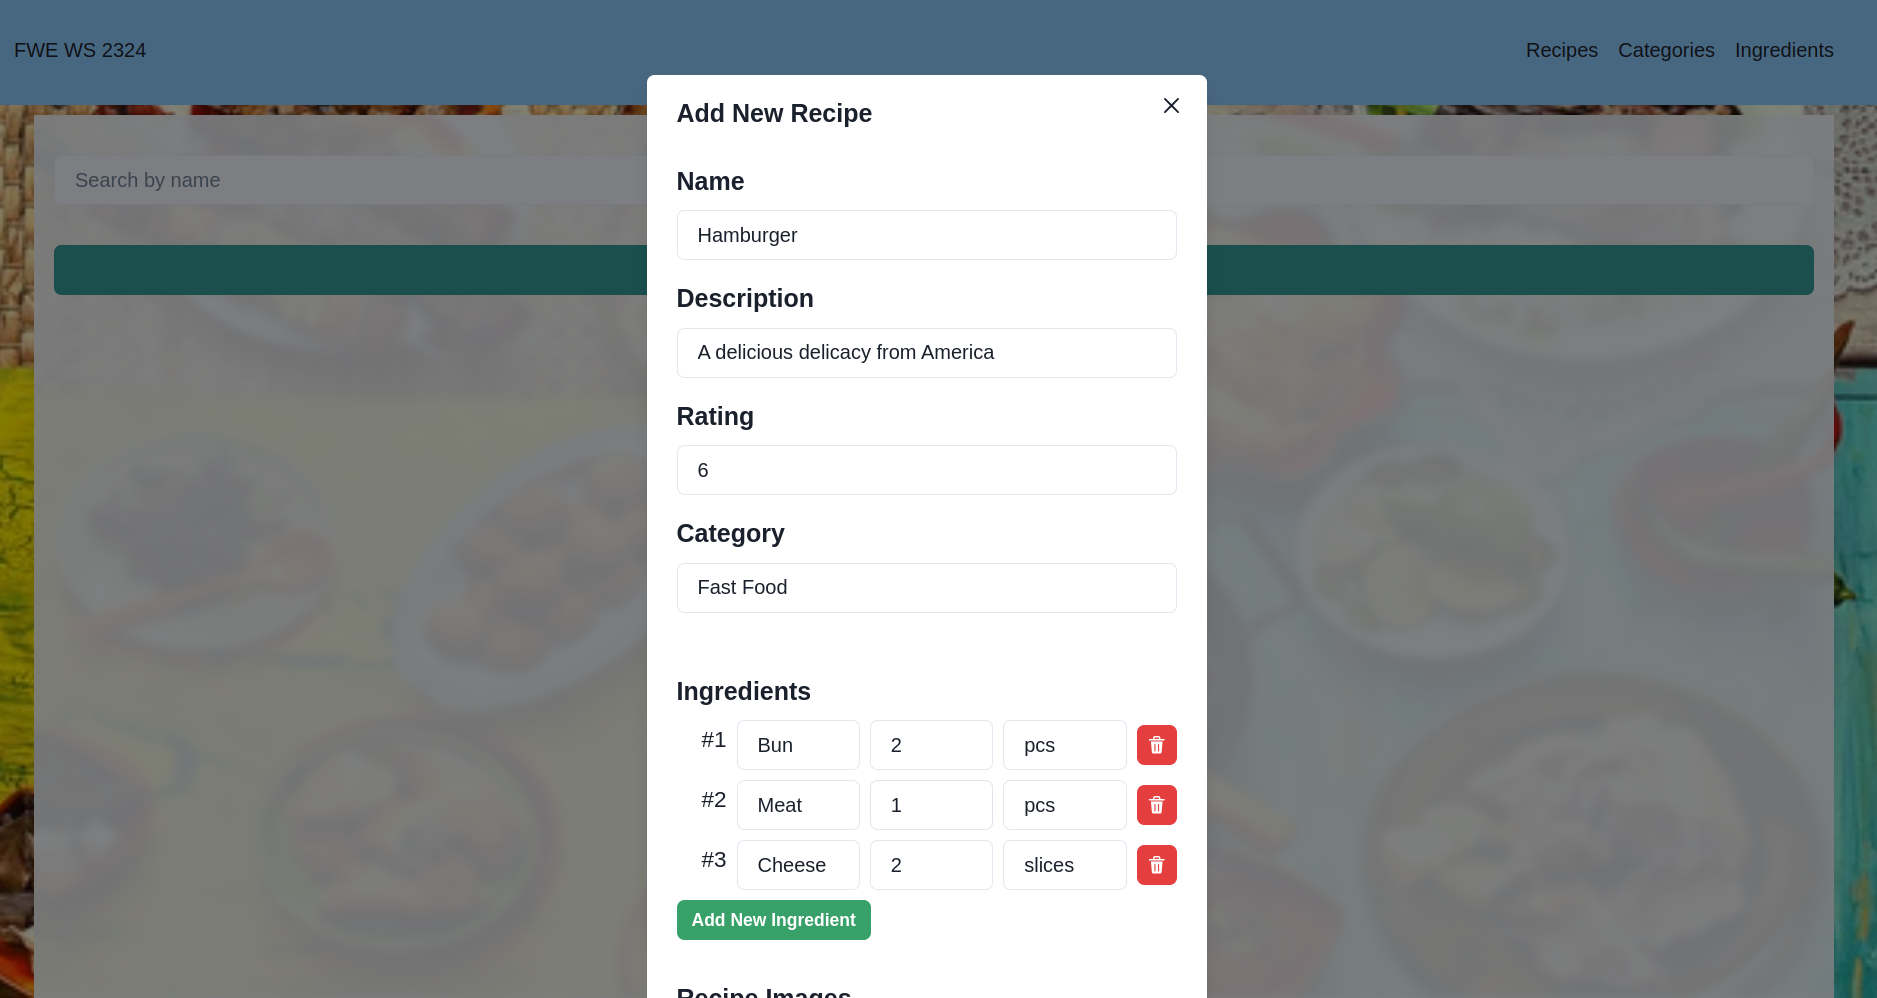 FWE WS 2324
Recipes Categories Ingredients
Add New Recipe
Search by name
Name
Hamburger
Description
A delicious delicacy from America
Rating
6
Category
Fast Food
Ingredients
#1 Bun 2 pcs
#2 Meat 1 pcs
#3 Cheese 2 slices
Add New Ingredient
Recipe Images